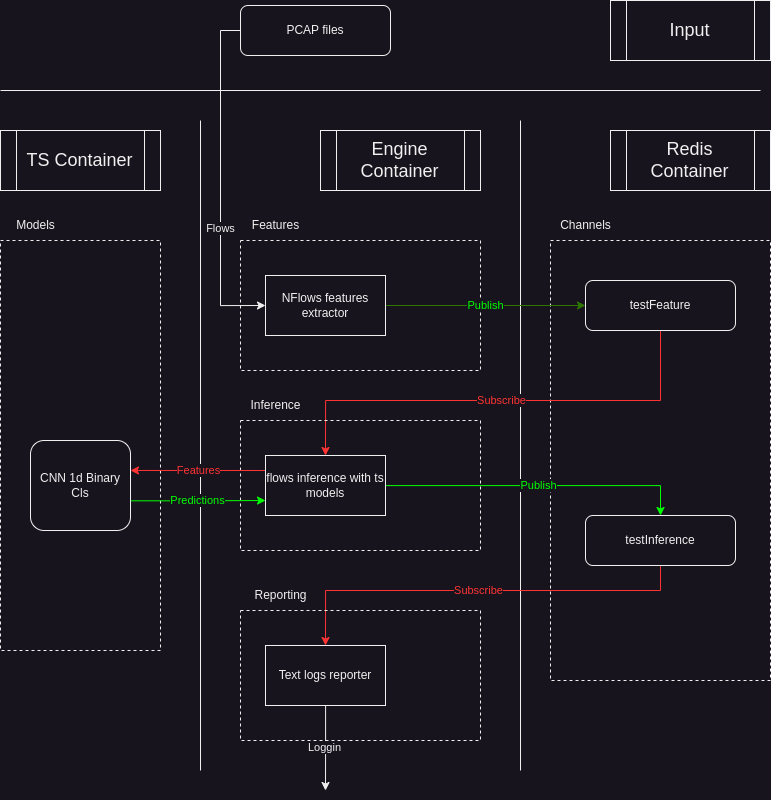 PCAP files
Input
TS Container
Engine
Container
Redis
Container
Models
Flows
Features
Channels
NFlows features
extractor
Publish
testFeature
Inference
Subscribe
CNN 1d Binary
Cls
Features
Predictions
flows inference with ts
models
Publish
testInference
Reporting
Subscribe
Text logs reporter
Loggin